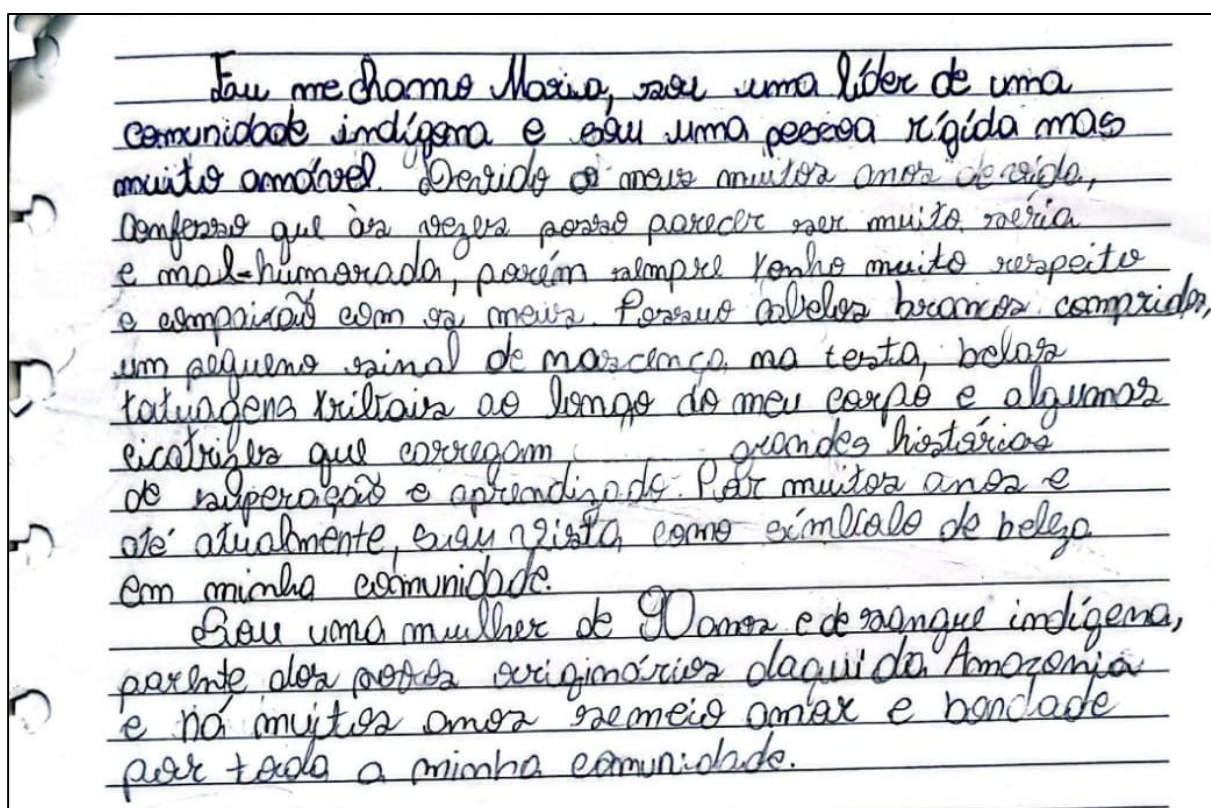 Eu me chamo Maria, sou uma líder de uma
comunidade indígena e sou uma pessoa rígida mas
muito amável. Devido a meus muitos anos de vida,
confesso que às vezes posso parecer ser muito séria
e mal-humorada, porém sempre tenho muito respeito
e compaixão com os meus. Possuo cabelos brancos compridos,
um pequeno sinal de nascença na testa, belas
tatuagens tribais ao longo do meu corpo e algumas
cicatrizes que carregam grandes histórias
de superação e aprendizado. Por muitos anos e
até atualmente, sou vista como símbolo de beleza
em minha comunidade.
Sou uma mulher de 90 anos e de sangue indígena,
parente dos povos originários daqui da Amazonia
e há muitos anos semeio amor e bondade
por toda a minha comunidade.